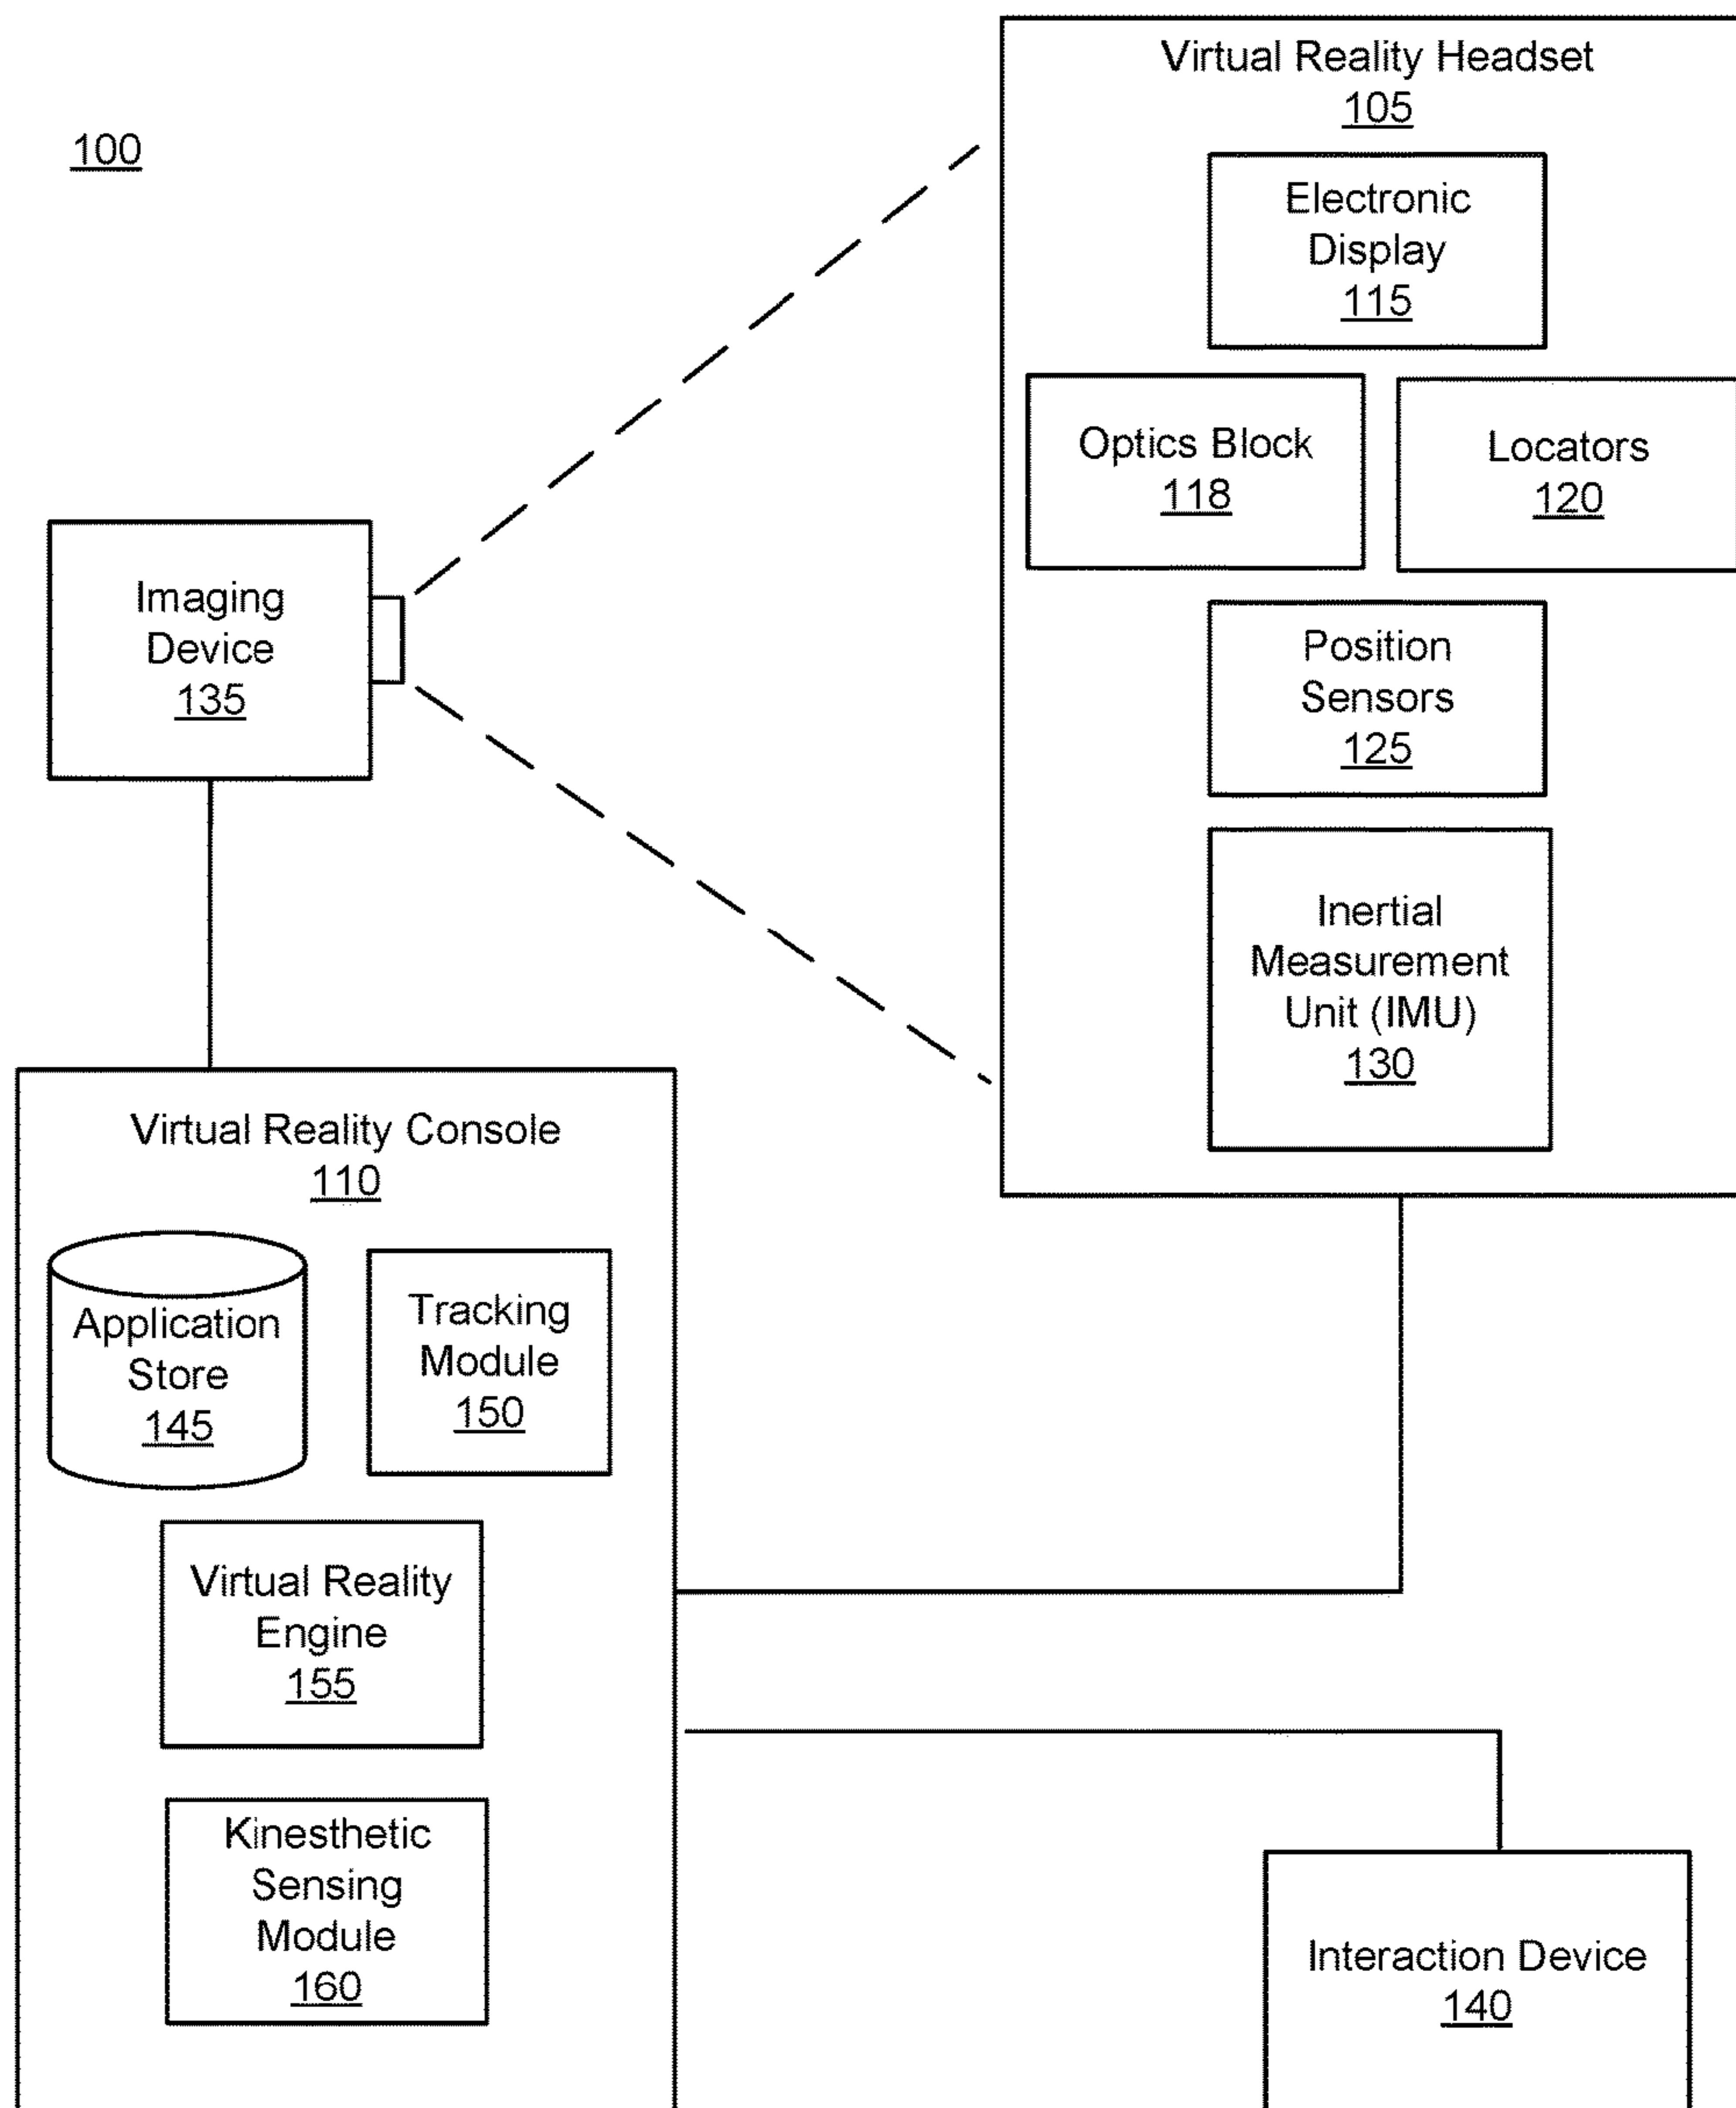 100
Virtual Reality Headset
105
Electronic
Display
115
Optics Block
118
Locators
120
Position
Sensors
125
Inertial
Measurement
Unit (IMU)
130
Imaging
Device
135
Virtual Reality Console
110
Application
Store
145
Tracking
Module
150
Virtual Reality
Engine
155
Kinesthetic
Sensing
Module
160
Interaction Device
140